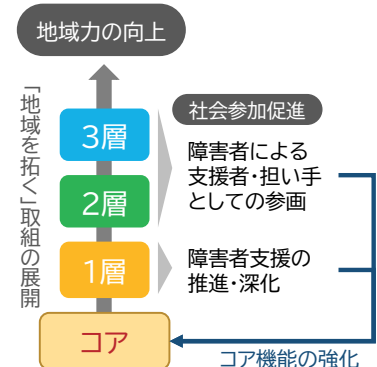 地域力の向上
「地域を拓く」取組の展開
社会参加促進
3層
2層
障害者による
支援者・担い手
としての参画
1層
障害者支援の
推進・深化
コア
コア機能の強化